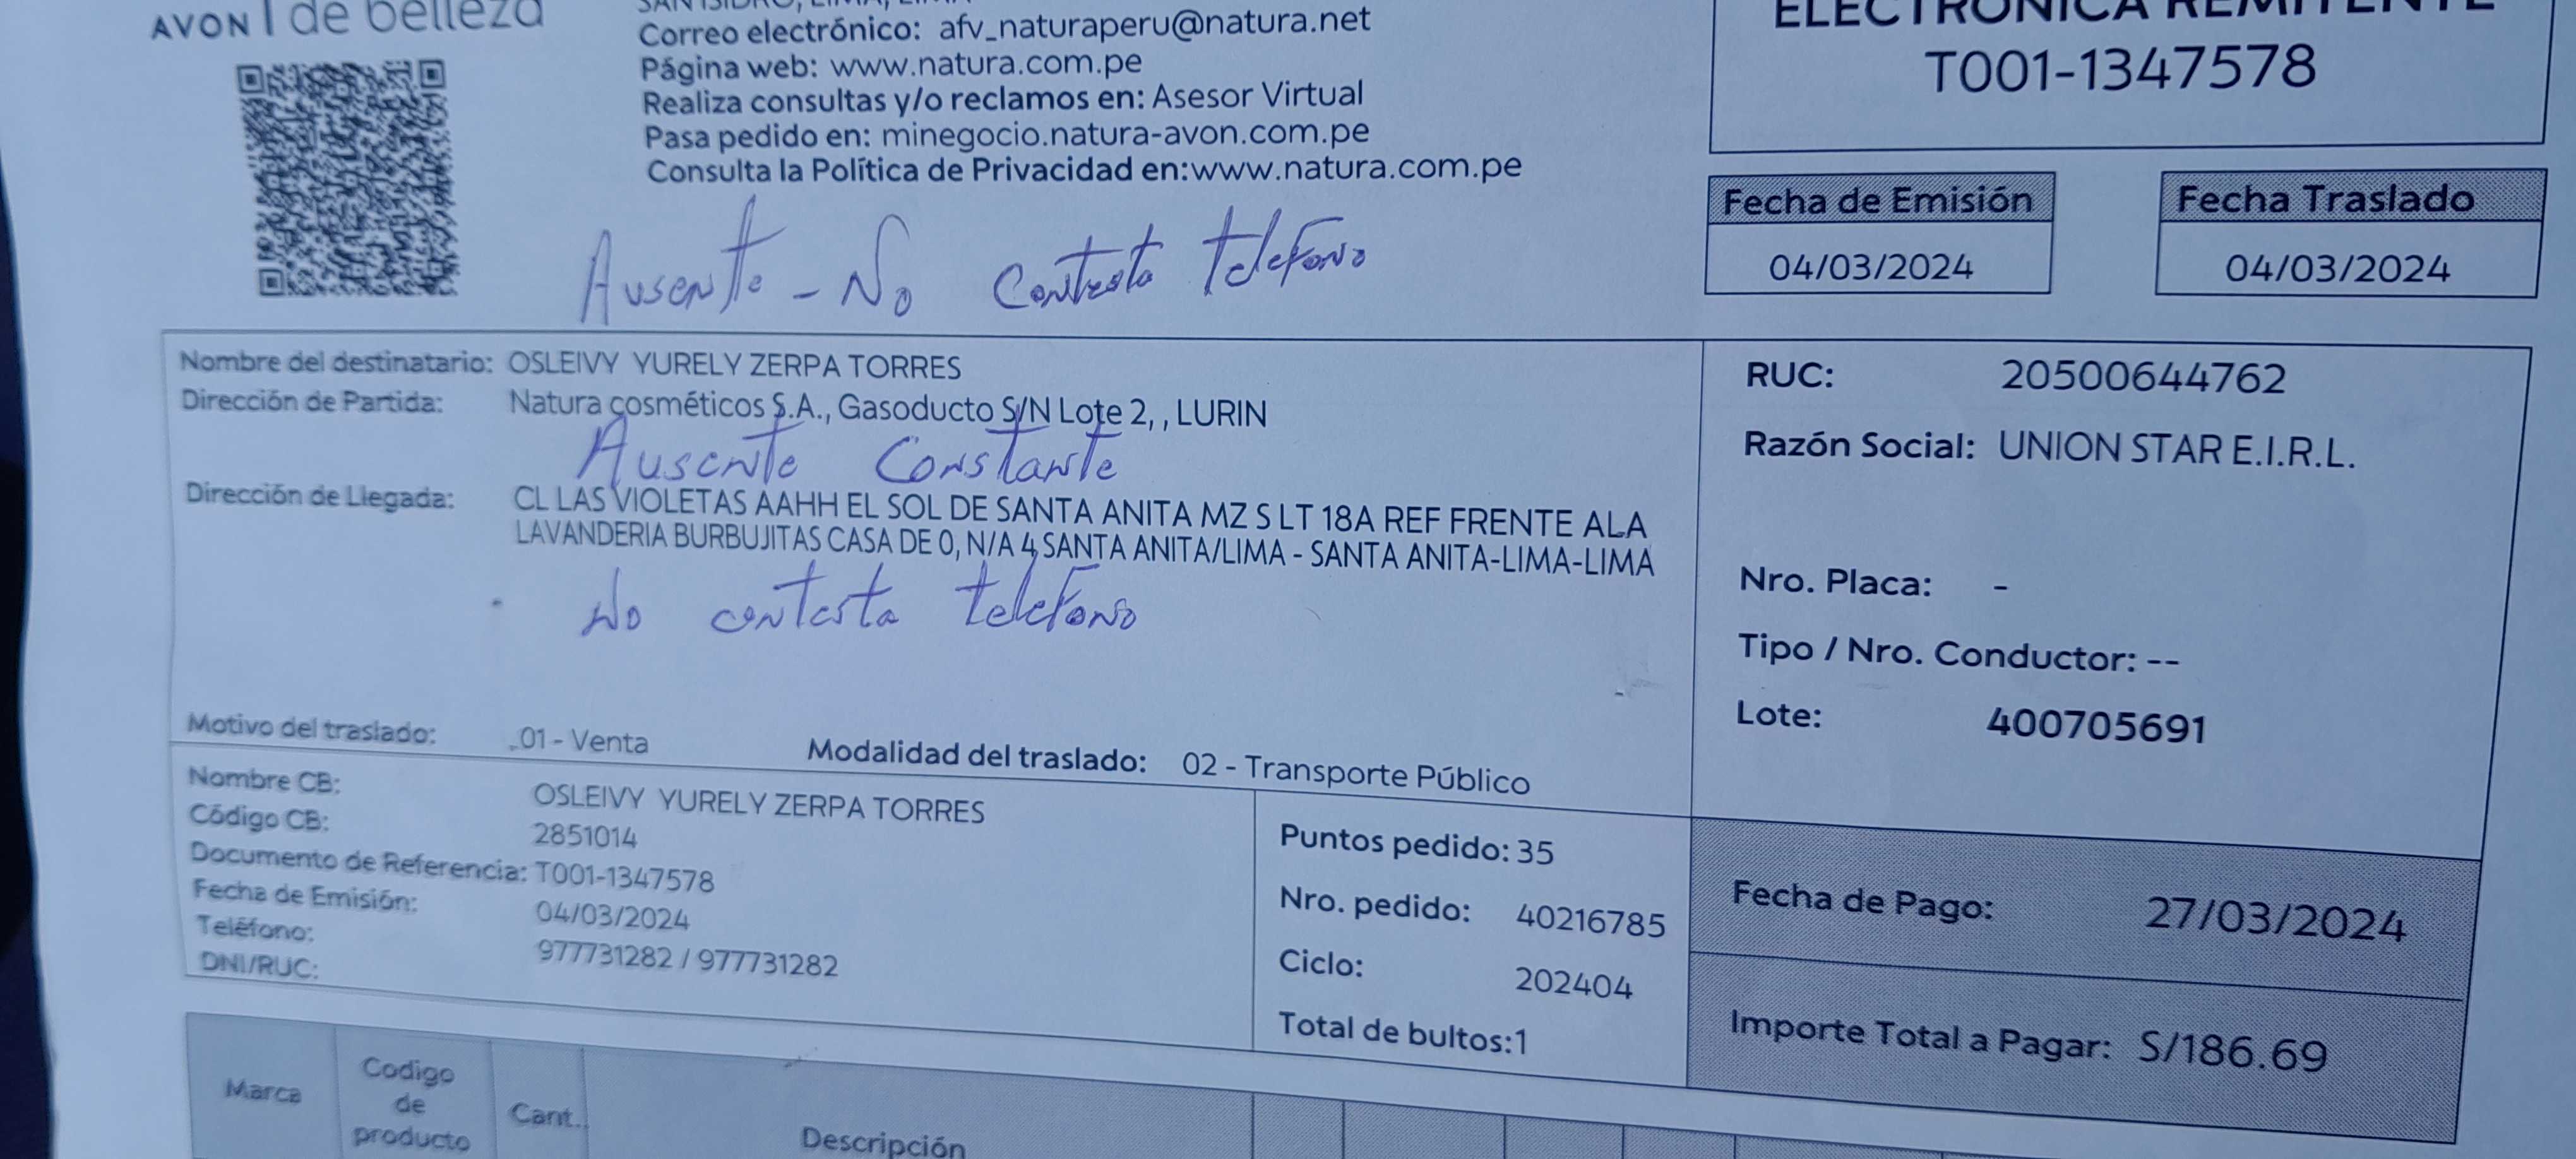 AVON | de belleza
SAN ISIDRO, LIMA, LIMA
Correo electrónico: afv_naturaperu@natura.net
Página web: www.natura.com.pe
Realiza consultas y/o reclamos en: Asesor Virtual
Pasa pedido en: minegocio.natura-avon.com.pe
Consulta la Política de Privacidad en:www.natura.com.pe
ELECTRÓNICA REMITENTE
T001-1347578
Fecha de Emisión
04/03/2024
Fecha Traslado
04/03/2024
Ausente - No contesta telefono
Nombre del destinatario: OSLEIVY YURELY ZERPA TORRES
Dirección de Partida: Natura cosméticos S.A., Gasoducto S/N Lote 2, , LURIN
Ausente Constante
Dirección de Llegada: CL LAS VIOLETAS AAHH EL SOL DE SANTA ANITA MZ S LT 18A REF FRENTE ALA
LAVANDERIA BURBUJITAS CASA DE 0, N/A 4 SANTA ANITA/LIMA - SANTA ANITA-LIMA-LIMA
No contesta telefono
Motivo del traslado: 01 - Venta Modalidad del traslado: 02 - Transporte Público
RUC: 20500644762
Razón Social: UNION STAR E.I.R.L.
Nro. Placa: -
Tipo / Nro. Conductor: --
Lote: 400705691
Nombre CB: OSLEIVY YURELY ZERPA TORRES
Código CB: 2851014
Documento de Referencia: T001-1347578
Fecha de Emisión: 04/03/2024
Teléfono: 977731282 / 977731282
DNI/RUC:
Puntos pedido: 35
Nro. pedido: 40216785
Ciclo: 202404
Total de bultos:1
Fecha de Pago: 27/03/2024
Importe Total a Pagar: S/186.69
Marca
Codigo de producto
Cant.
Descripción